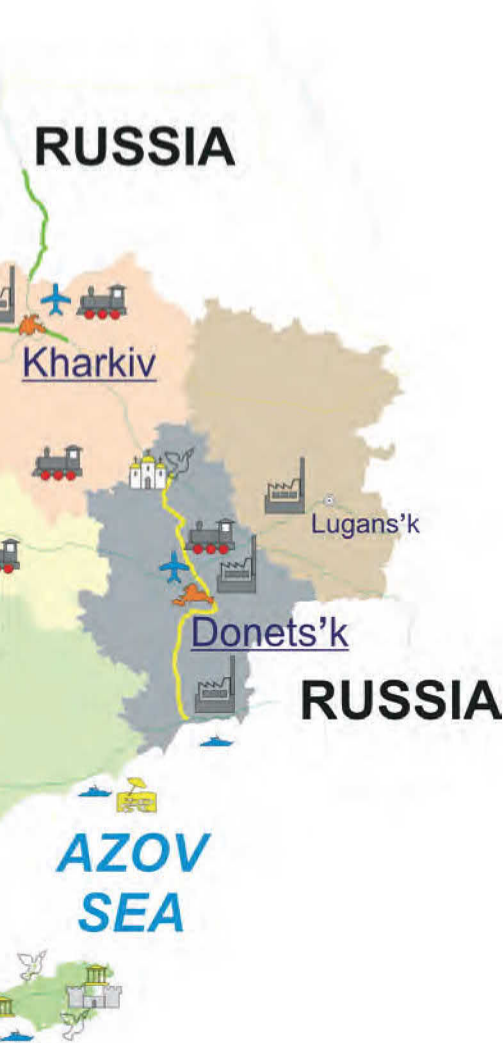 RUSSIA
Kharkiv
Lugans'k
Donets'k
RUSSIA
AZOV
SEA